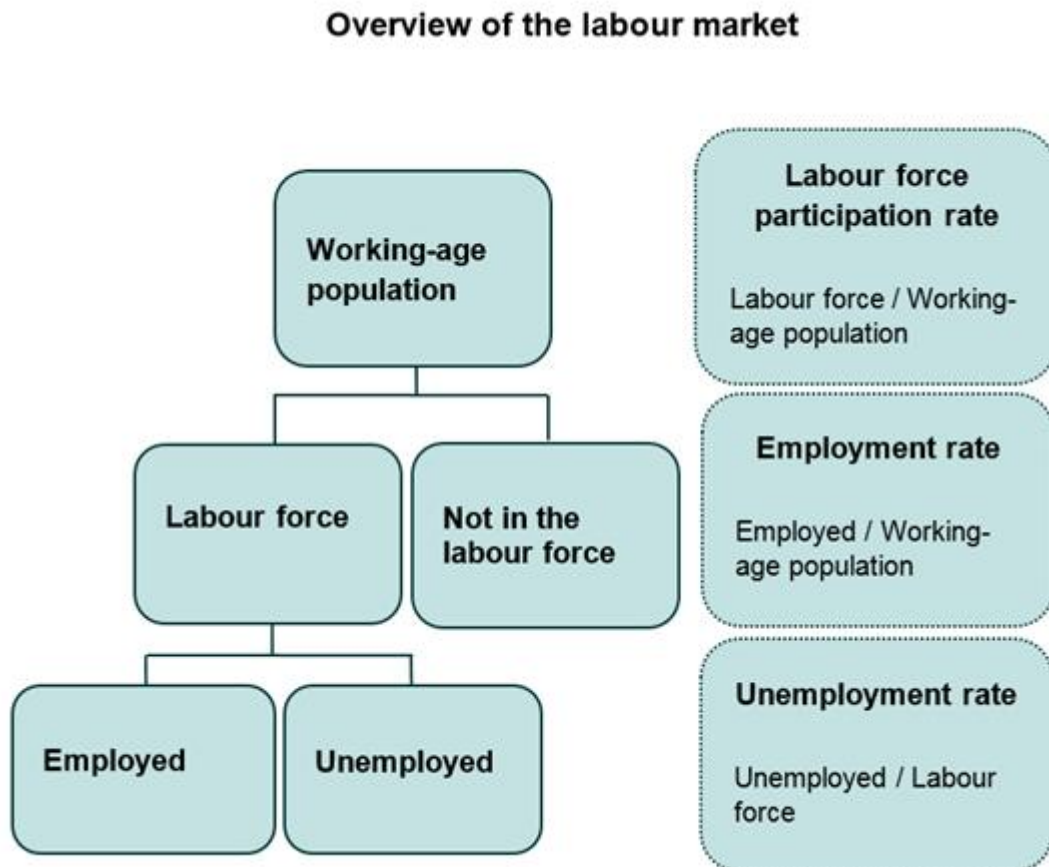 Overview of the labour market
Working-age
population
Labour force
Not in the
labour force
Employed
Unemployed
Labour force
participation rate
Labour force / Working-
age population
Employment rate
Employed / Working-
age population
Unemployment rate
Unemployed / Labour
force